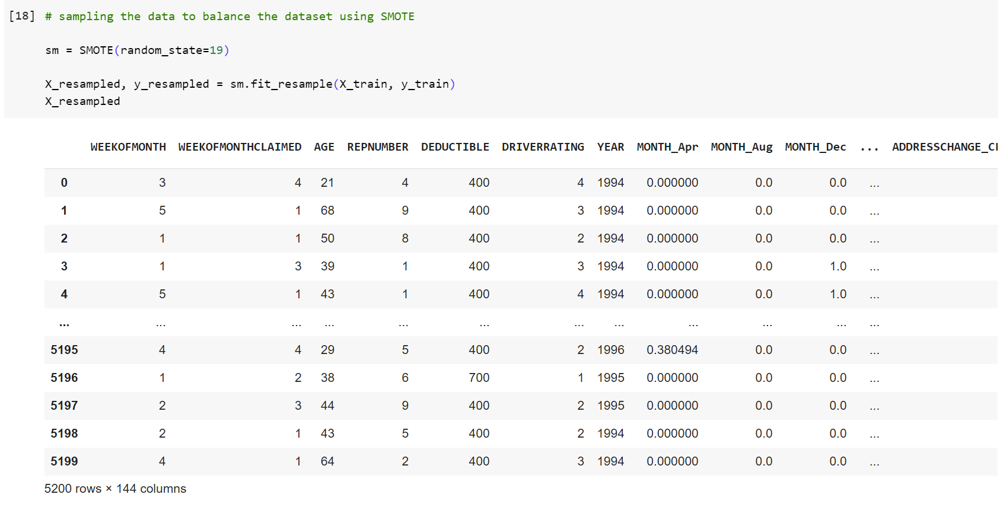 [18] # sampling the data to balance the dataset using SMOTE
sm = SMOTE(random_state=19)
X_resampled, y_resampled = sm.fit_resample(X_train, y_train)
X_resampled
WEEKOFMONTH WEEKOFMONTHCLAIMED AGE REPNUMBER DEDUCTIBLE DRIVERRATING YEAR MONTH_Apr MONTH_Aug MONTH_Dec ... ADDRESSCHANGE_
0 3 4 21 4 400 4 1994 0.000000 0.0 0.0 ...
1 5 1 68 9 400 3 1994 0.000000 0.0 0.0 ...
2 1 1 50 8 400 2 1994 0.000000 0.0 0.0 ...
3 1 3 39 1 400 3 1994 0.000000 0.0 1.0 ...
4 5 1 43 1 400 4 1994 0.000000 0.0 1.0 ...
... ... ... ... ... ... ... ... ... ... ... ...
5195 4 4 29 5 400 2 1996 0.380494 0.0 0.0 ...
5196 1 2 38 6 700 1 1995 0.000000 0.0 0.0 ...
5197 2 3 44 9 400 2 1995 0.000000 0.0 0.0 ...
5198 2 1 43 5 400 2 1994 0.000000 0.0 0.0 ...
5199 4 1 64 2 400 3 1994 0.000000 0.0 0.0 ...
5200 rows × 144 columns